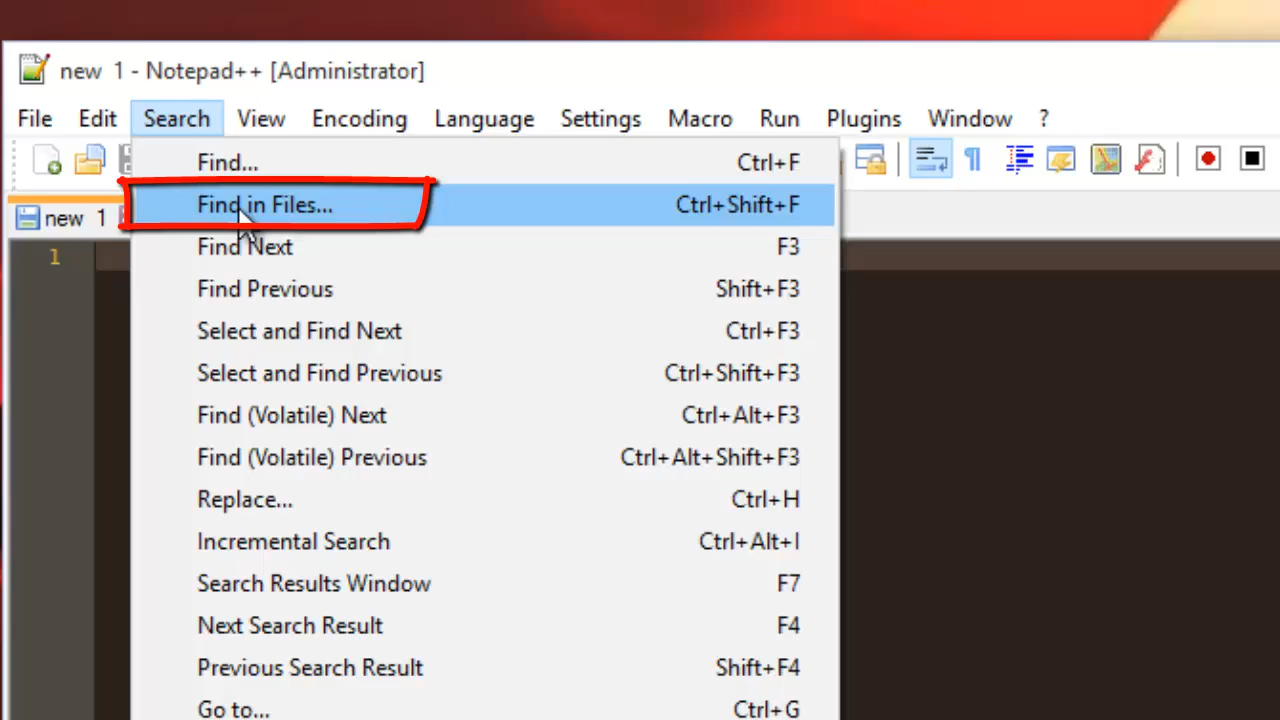 new 1 - Notepad++ [Administrator]
File Edit Search View Encoding Language Settings Macro Run Plugins Window ?
Find... Ctrl+F
Find in Files... Ctrl+Shift+F
new 1
Find Next F3
1
Find Previous Shift+F3
Select and Find Next Ctrl+F3
Select and Find Previous Ctrl+Shift+F3
Find (Volatile) Next Ctrl+Alt+F3
Find (Volatile) Previous Ctrl+Alt+Shift+F3
Replace... Ctrl+H
Incremental Search Ctrl+Alt+I
Search Results Window F7
Next Search Result F4
Previous Search Result Shift+F4
Go to... Ctrl+G